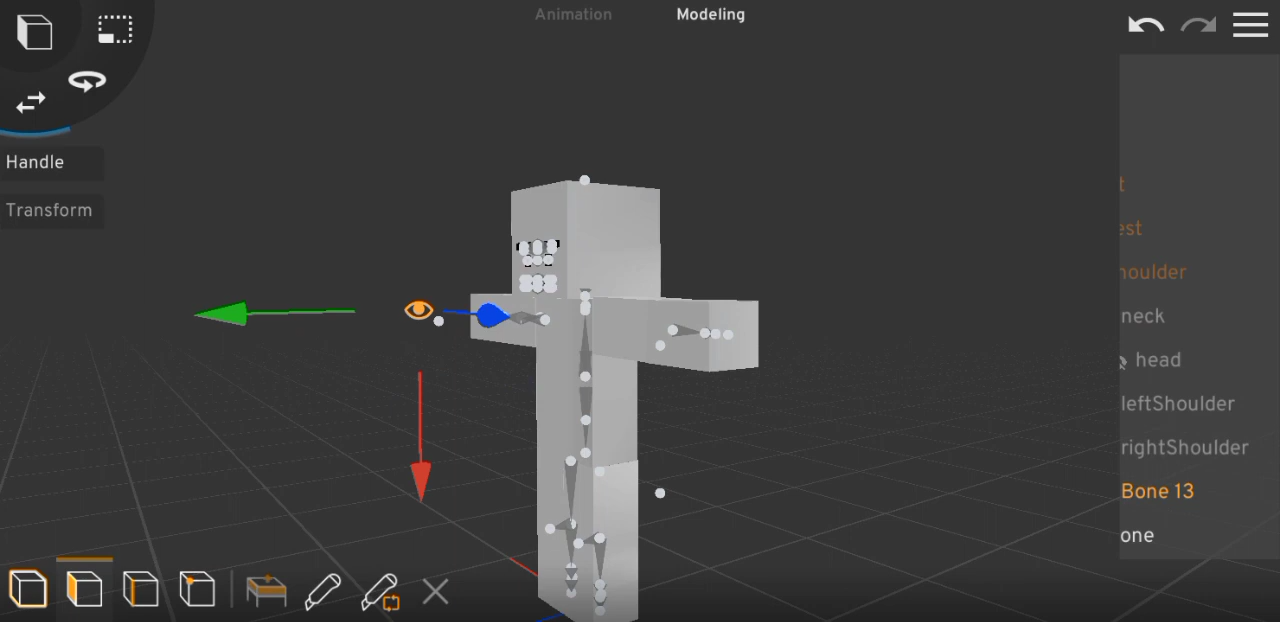 Animation
Modeling
Handle
Transform
t
est
houlder
neck
head
leftShoulder
rightShoulder
Bone 13
one